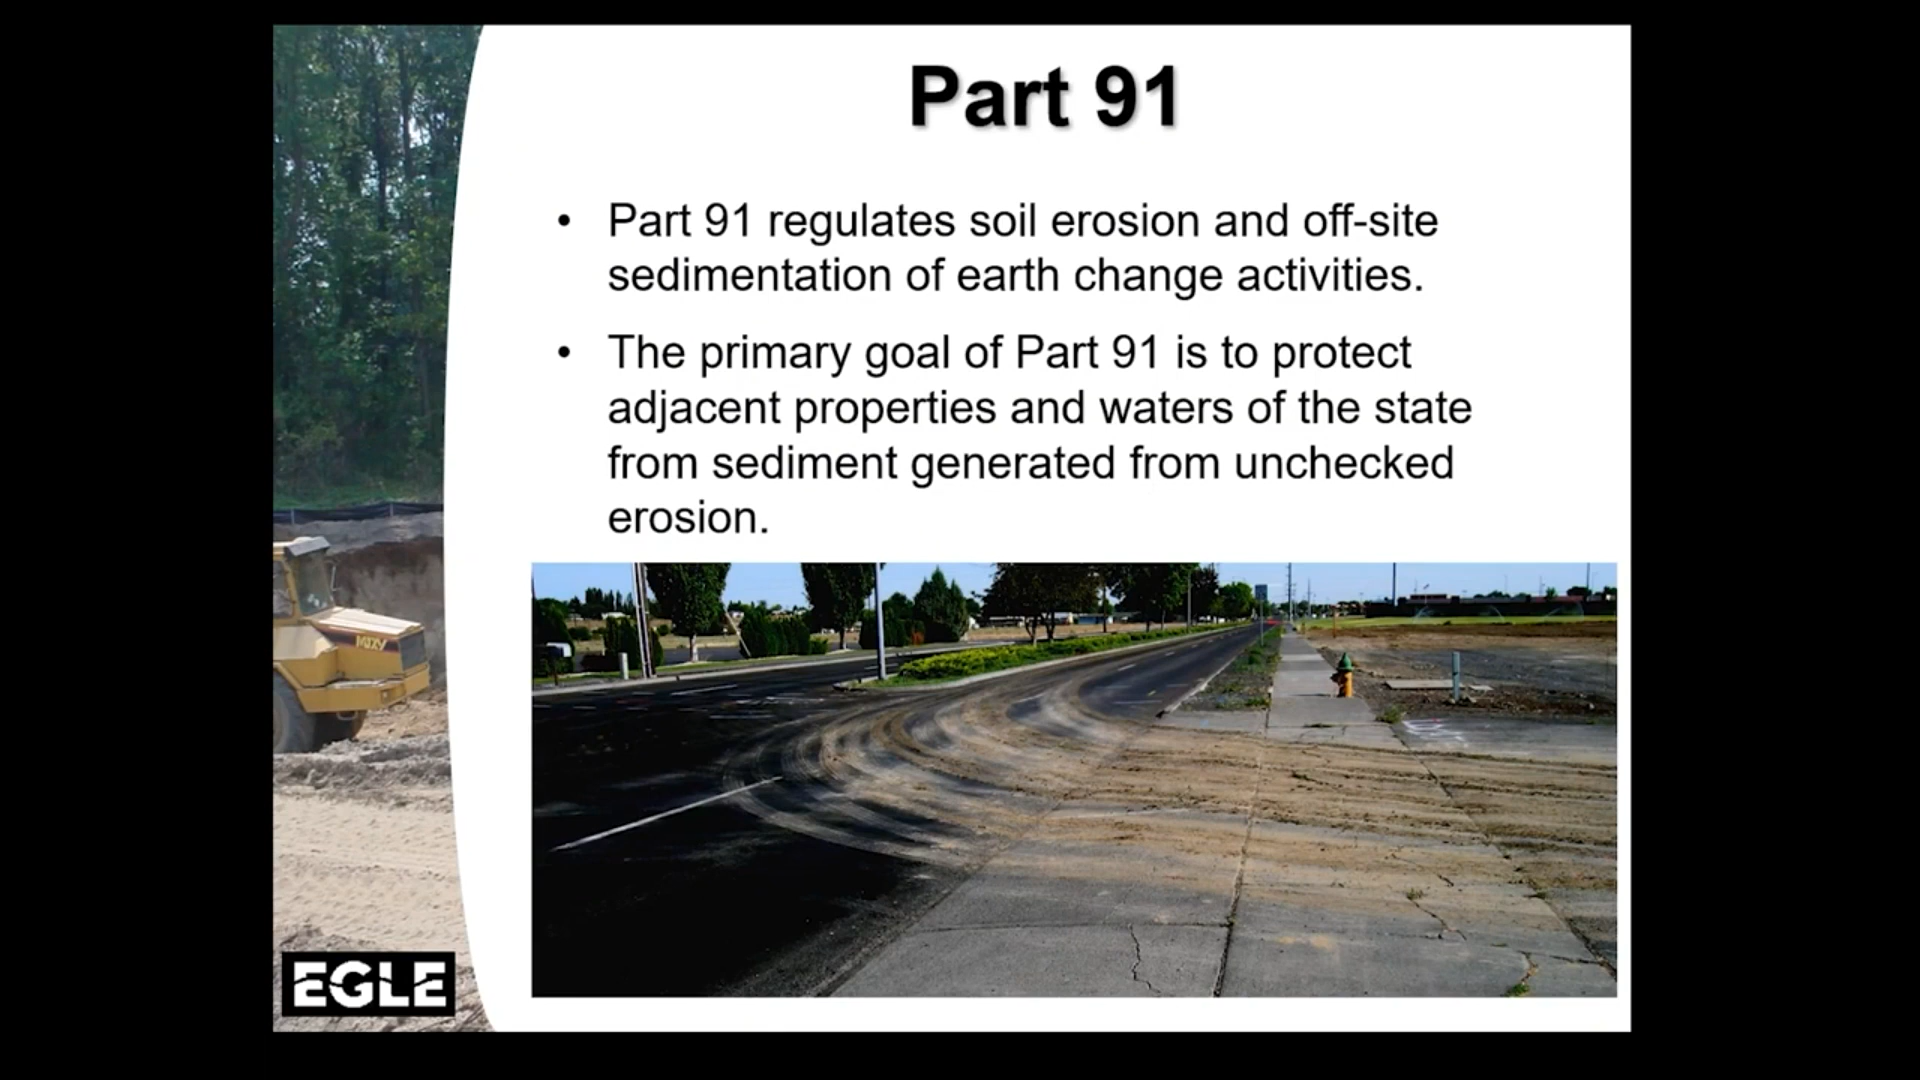 Part 91
• Part 91 regulates soil erosion and off-site
sedimentation of earth change activities.
• The primary goal of Part 91 is to protect
adjacent properties and waters of the state
from sediment generated from unchecked
erosion.
MOXY
EGLE